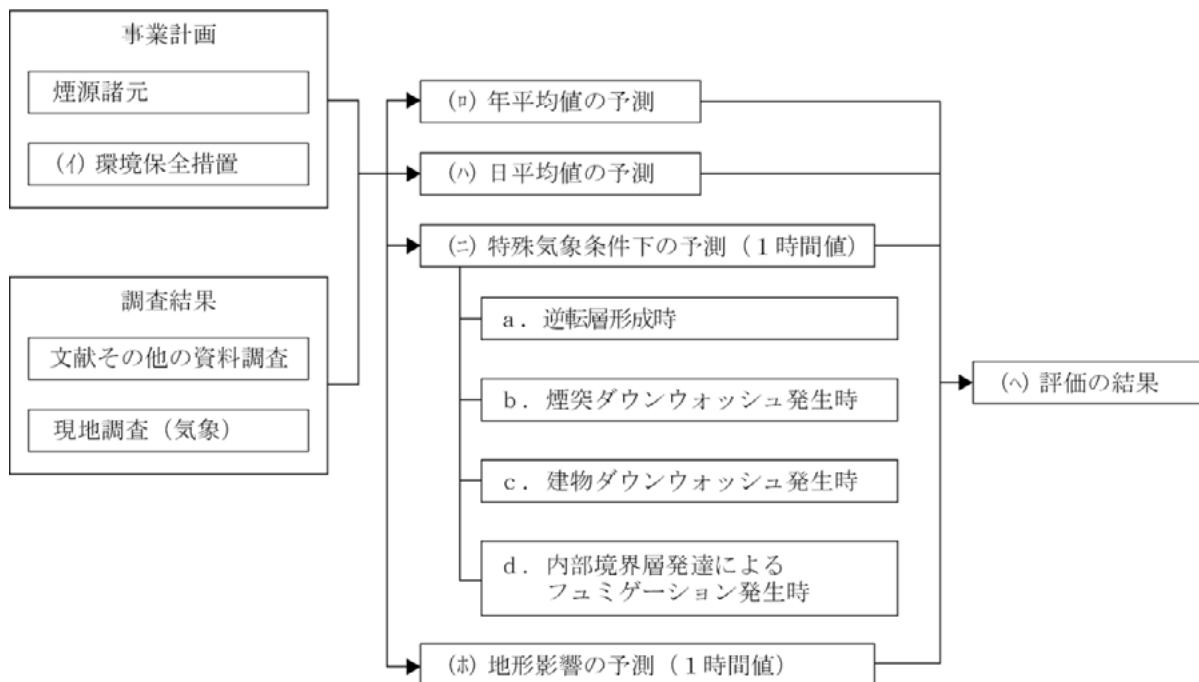 事業計画
煙源諸元
(ｲ) 環境保全措置
調査結果
文献その他の資料調査
現地調査（気象）
(ﾛ) 年平均値の予測
(ﾊ) 日平均値の予測
(ﾆ) 特殊気象条件下の予測（１時間値）
ａ．逆転層形成時
ｂ．煙突ダウンウォッシュ発生時
ｃ．建物ダウンウォッシュ発生時
ｄ．内部境界層発達による
フュミゲーション発生時
(ﾎ) 地形影響の予測（１時間値）
(ﾍ) 評価の結果